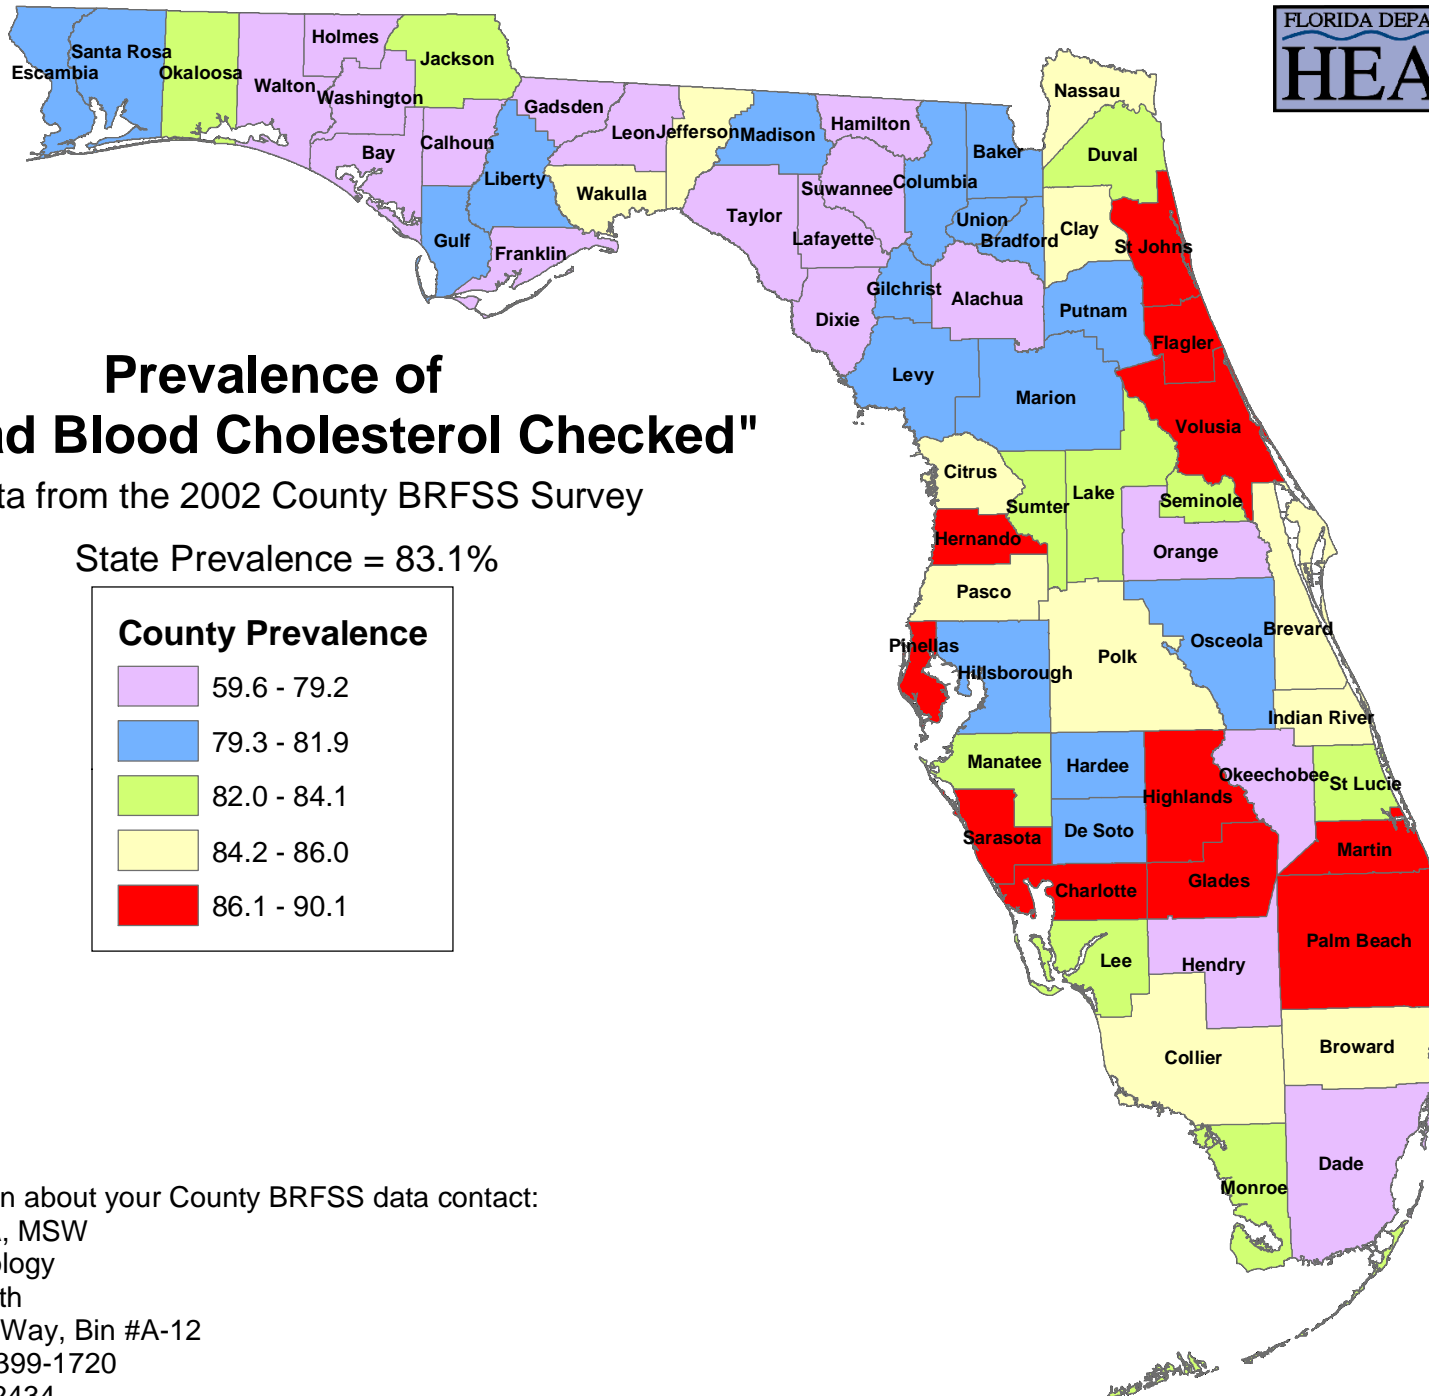 FLORIDA DEPA
HEA
Holmes
Santa Rosa
Jackson
Escambia
Okaloosa
Walton
Washington
Gadsden
Nassau
Leon
Jefferson
Madison
Hamilton
Calhoun
Bay
Baker
Duval
Liberty
Wakulla
Suwannee
Columbia
Taylor
Union
Bradford
Clay
St Johns
Lafayette
Gulf
Franklin
Gilchrist
Alachua
Putnam
Dixie
Flagler
Levy
Marion
Volusia
Prevalence of
ad Blood Cholesterol Checked"
ta from the 2002 County BRFSS Survey
State Prevalence = 83.1%
County Prevalence
59.6 - 79.2
79.3 - 81.9
82.0 - 84.1
84.2 - 86.0
86.1 - 90.1
Citrus
Sumter
Lake
Seminole
Hernando
Orange
Pasco
Brevard
Pinellas
Hillsborough
Polk
Osceola
Indian River
Manatee
Hardee
Okeechobee
St Lucie
Highlands
Sarasota
De Soto
Martin
Charlotte
Glades
Palm Beach
Lee
Hendry
Collier
Broward
Dade
Monroe
n about your County BRFSS data contact:
, MSW
ology
th
Way, Bin #A-12
399-1720
2434